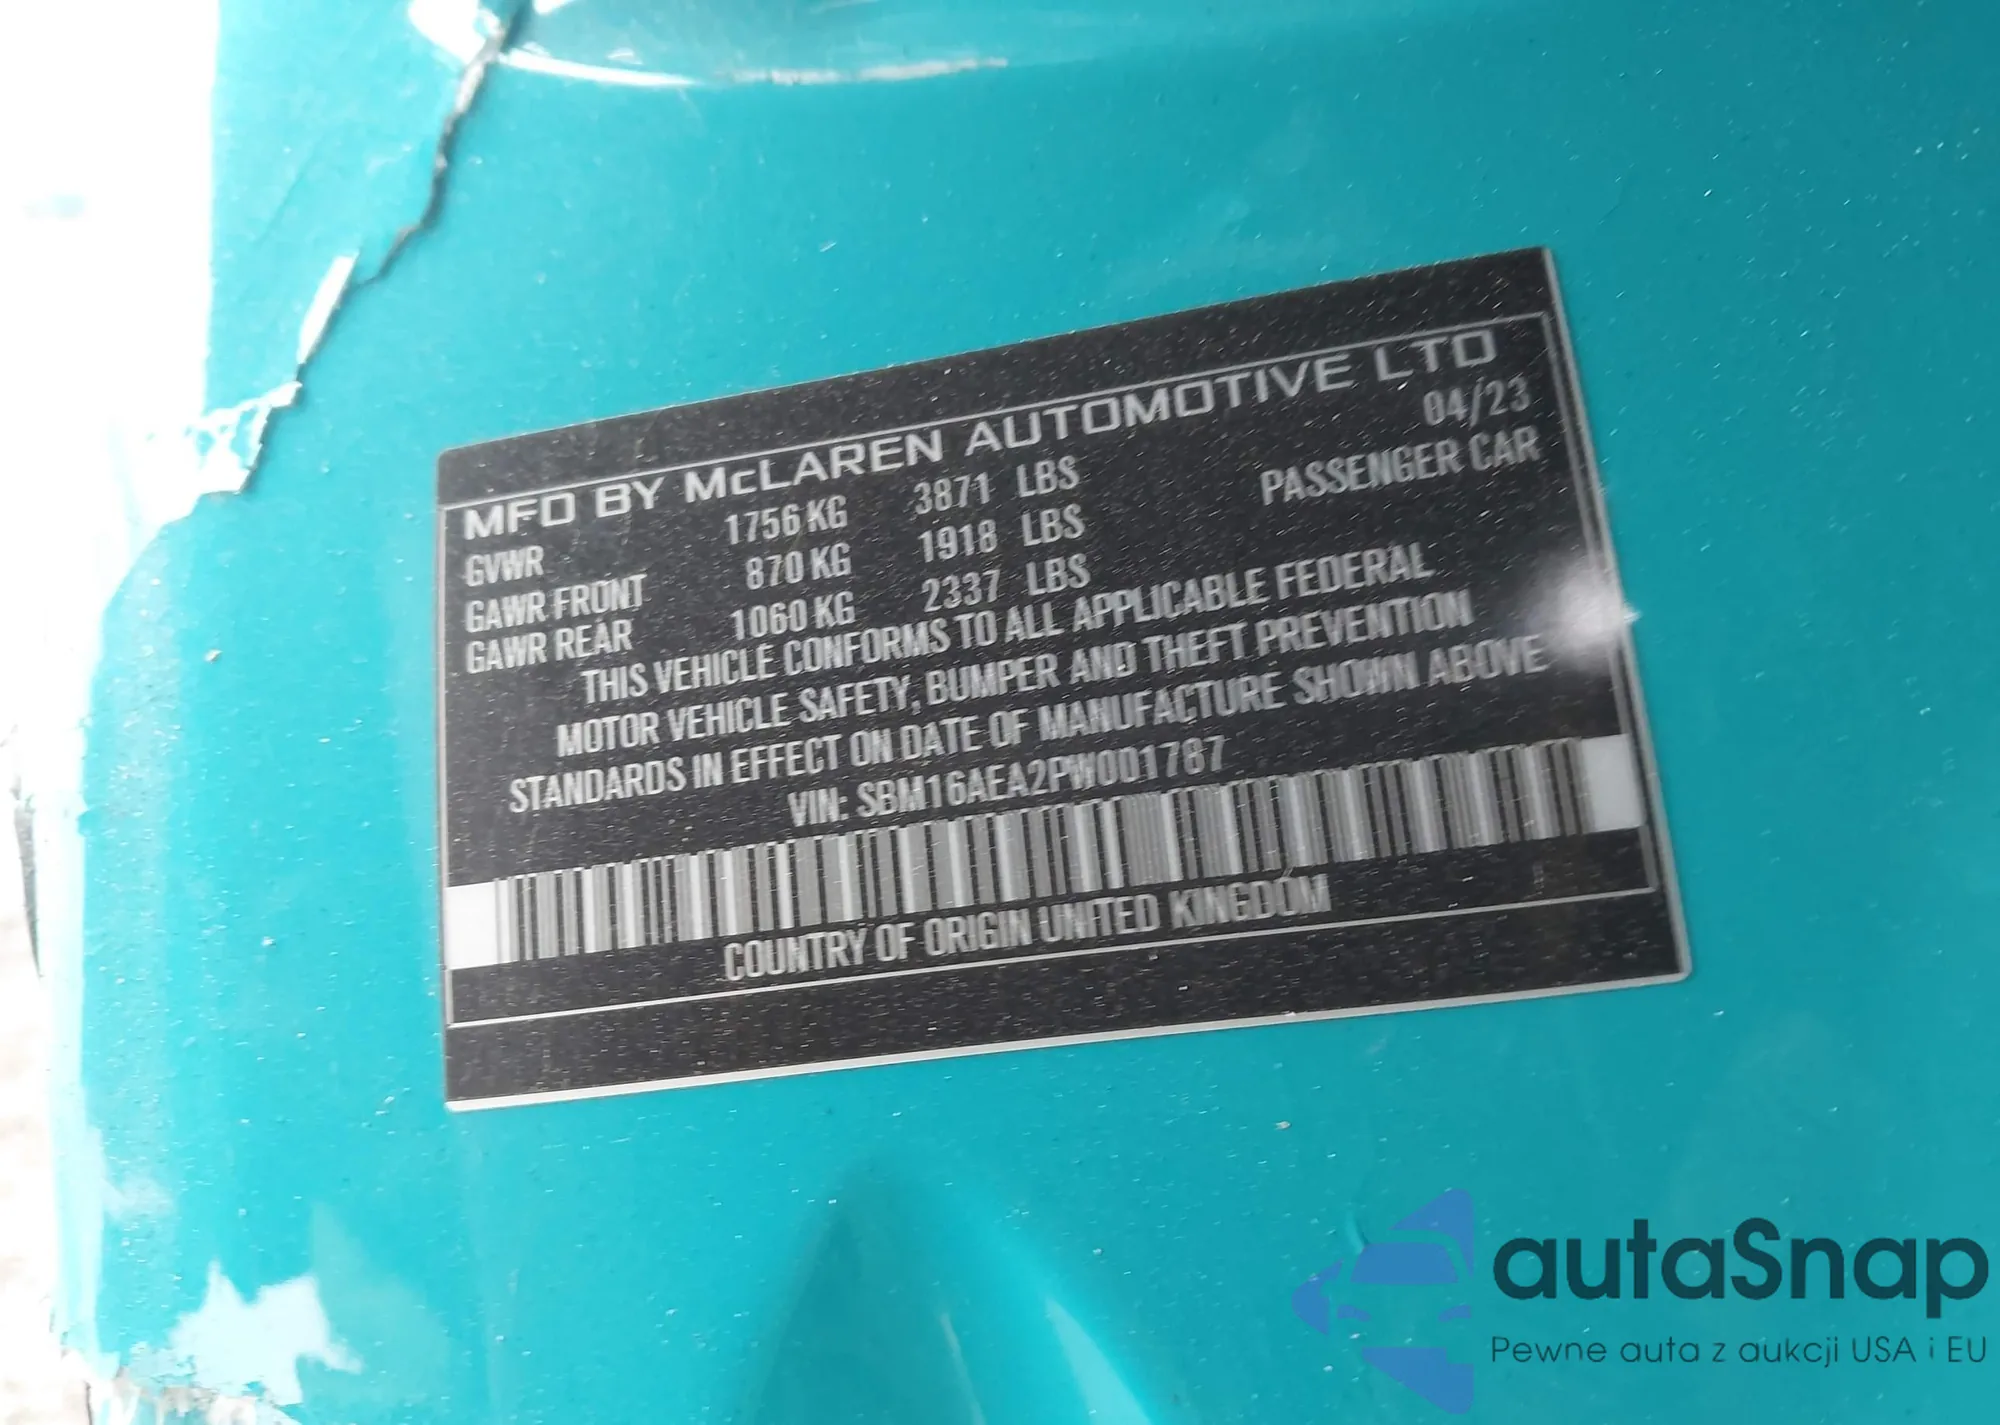 MFD BY McLAREN AUTOMOTIVE LTD
04/23
GVWR 1756 KG 3871 LBS
PASSENGER CAR
GAWR FRONT 870 KG 1918 LBS
GAWR REAR 1060 KG 2337 LBS
THIS VEHICLE CONFORMS TO ALL APPLICABLE FEDERAL
MOTOR VEHICLE SAFETY, BUMPER AND THEFT PREVENTION
STANDARDS IN EFFECT ON DATE OF MANUFACTURE SHOWN ABOVE
VIN: SBM16AEA2PW001787
COUNTRY OF ORIGIN UNITED KINGDOM
autaSnap
Pewne auta z aukcji USA i EU